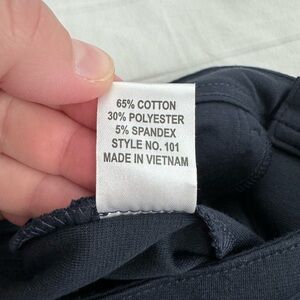 65% COTTON
30% POLYESTER
5% SPANDEX
STYLE NO. 101
MADE IN VIETNAM